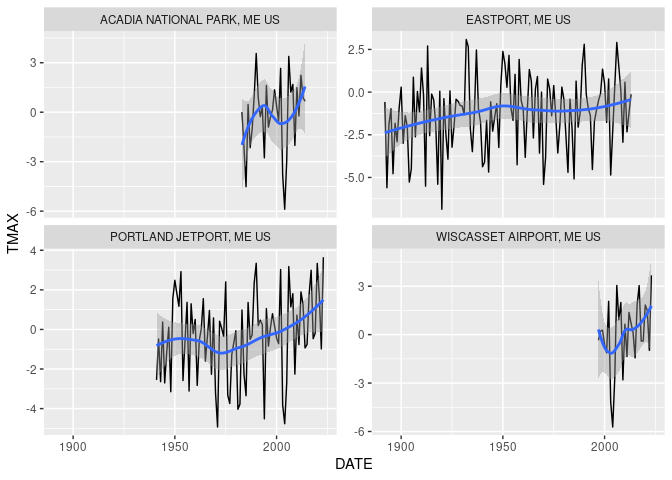 ACADIA NATIONAL PARK, ME US
EASTPORT, ME US
3
0
-3
-6
2.5
0.0
-2.5
-5.0
TMAX
PORTLAND JETPORT, ME US
WISCASSET AIRPORT, ME US
4
2
0
-2
-4
3
0
-3
-6
1900 1950 2000
1900 1950 2000
DATE